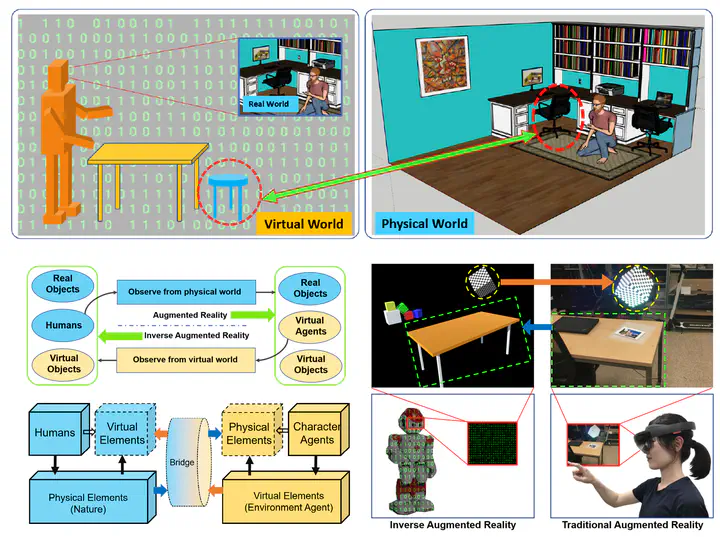 Real World
Virtual World
Physical World
Real
Objects
Humans
Virtual
Objects
Observe from physical world
Augmented Reality
Inverse Augmented Reality
Observe from virtual world
Real
Objects
Virtual
Agents
Virtual
Objects
Humans
Virtual
Elements
Bridge
Physical
Elements
Character
Agents
Physical Elements
(Nature)
Virtual Elements
(Environment Agent)
Inverse Augmented Reality
Traditional Augmented Reality